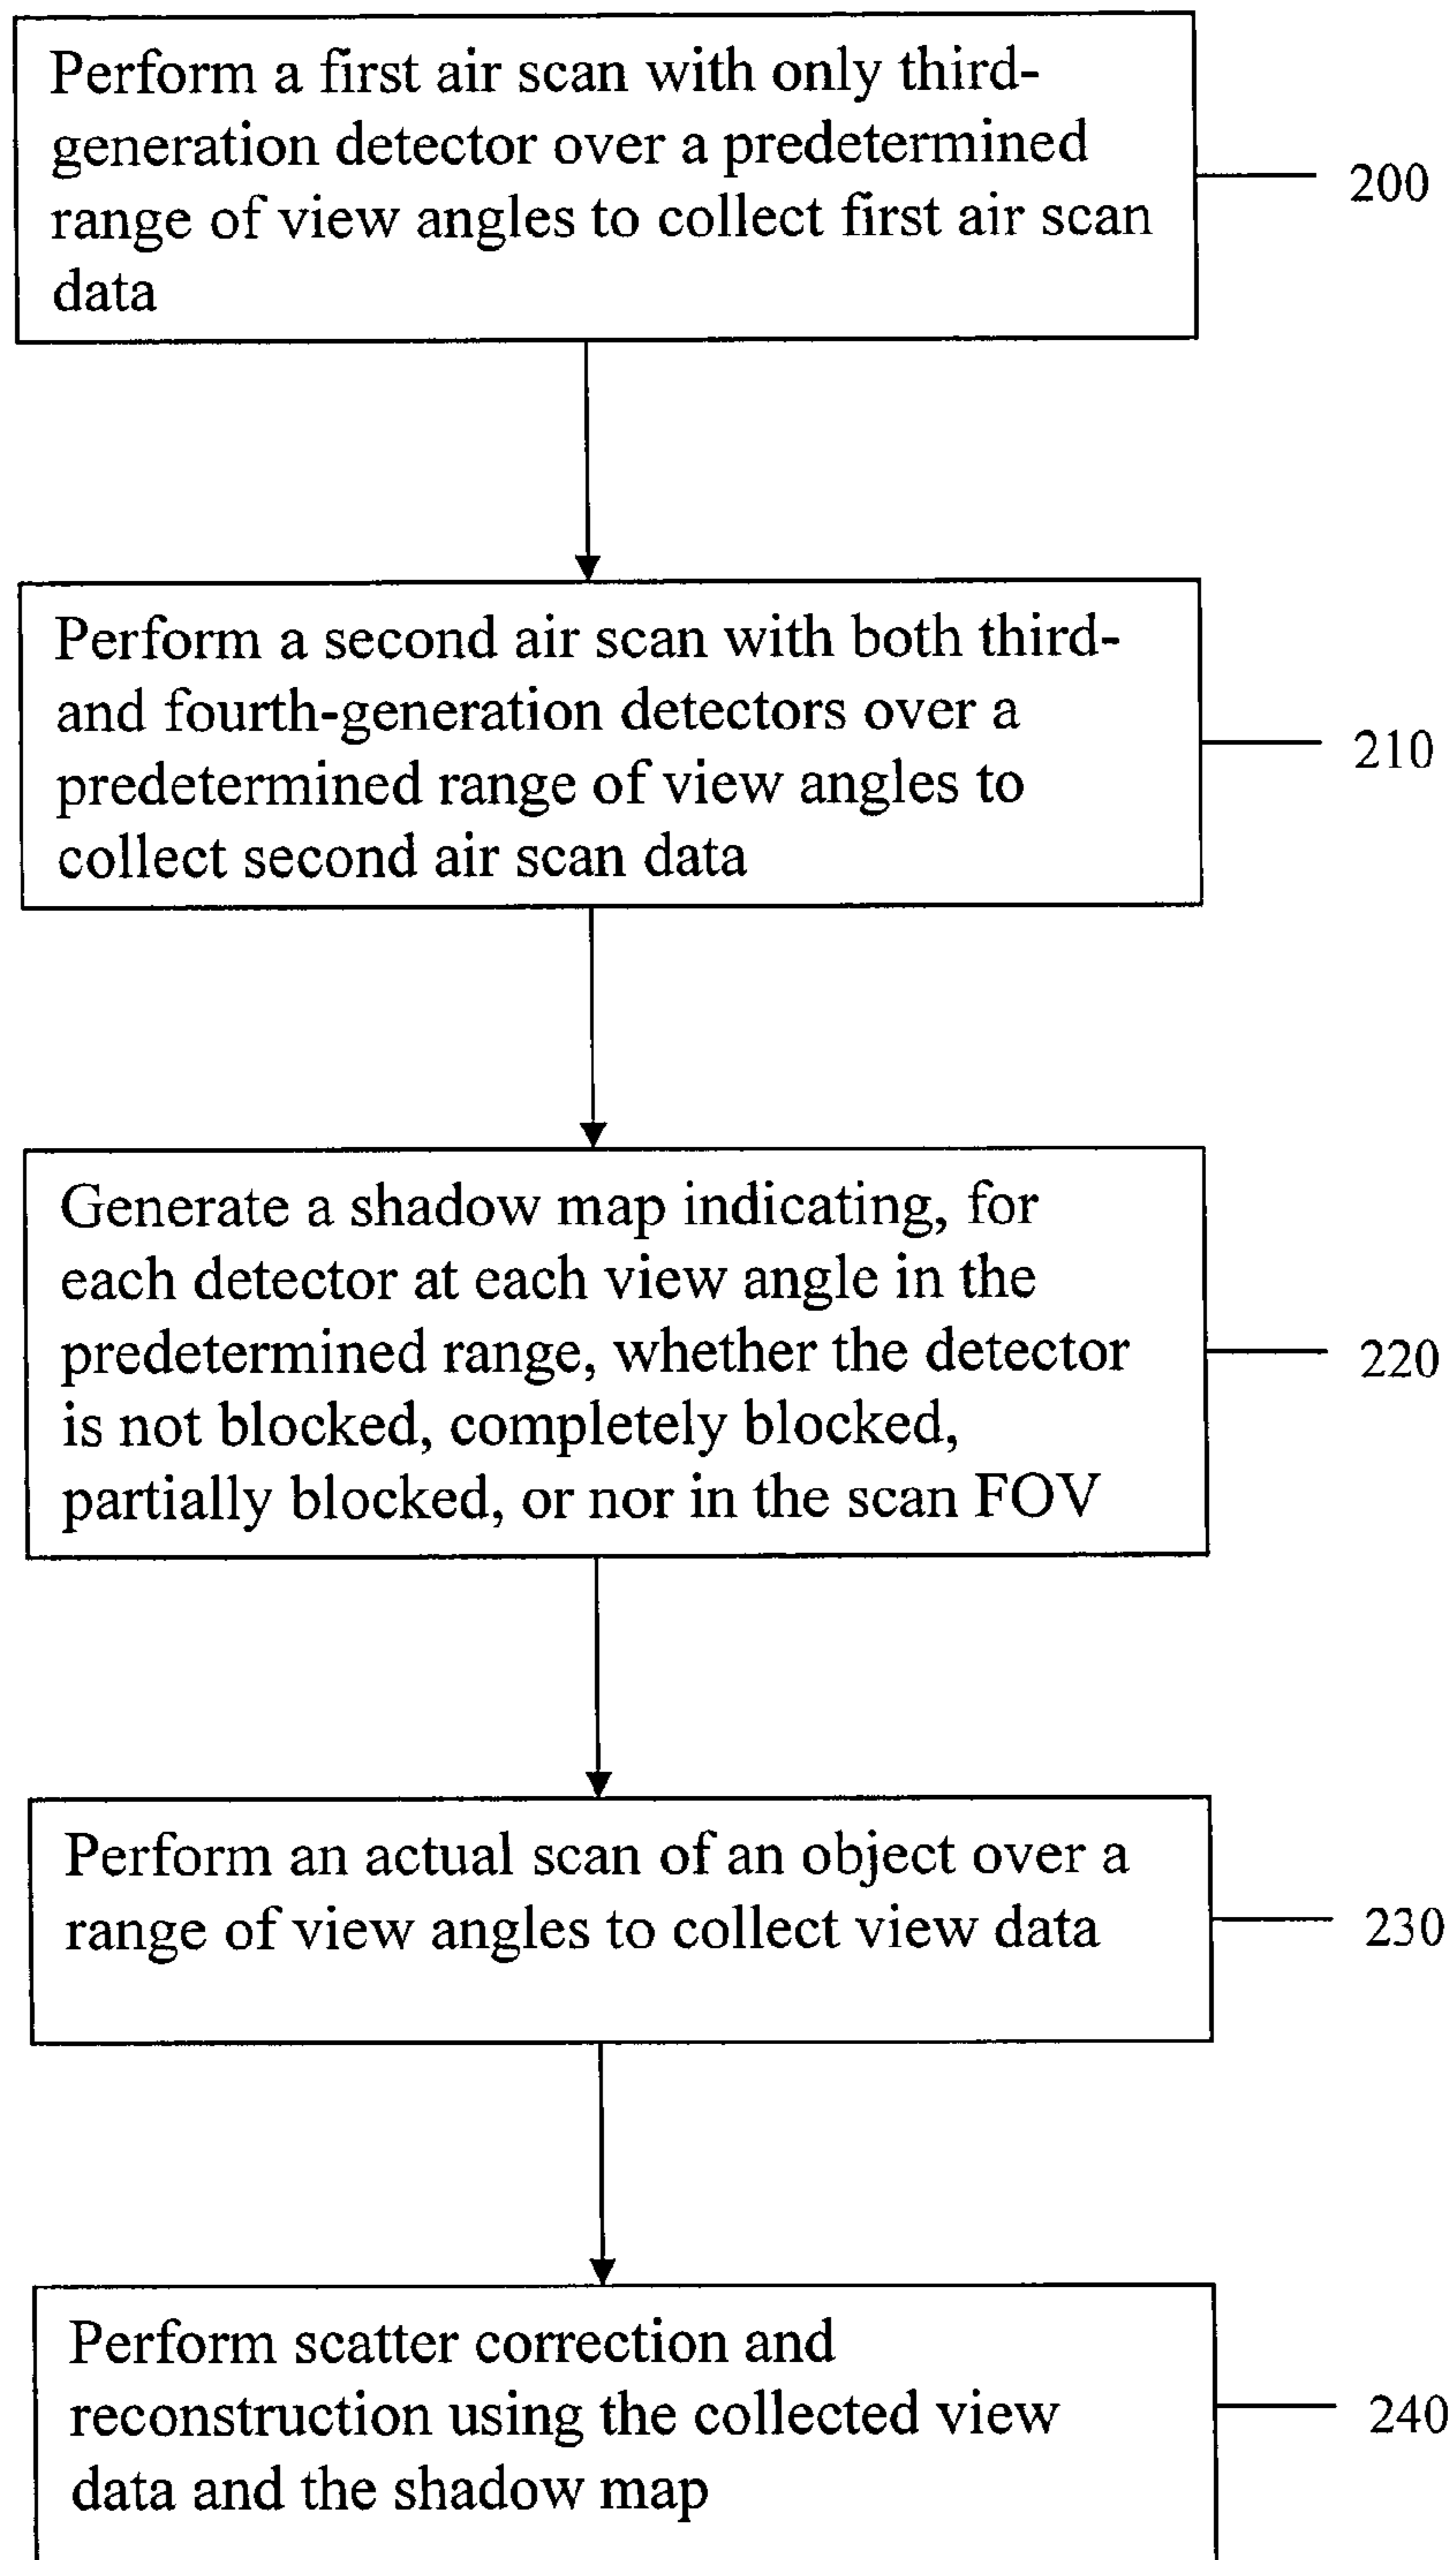 Perform a first air scan with only third-
generation detector over a predetermined
range of view angles to collect first air scan
data
200
Perform a second air scan with both third-
and fourth-generation detectors over a
predetermined range of view angles to
collect second air scan data
210
Generate a shadow map indicating, for
each detector at each view angle in the
predetermined range, whether the detector
is not blocked, completely blocked,
partially blocked, or nor in the scan FOV
220
Perform an actual scan of an object over a
range of view angles to collect view data
230
Perform scatter correction and
reconstruction using the collected view
data and the shadow map
240